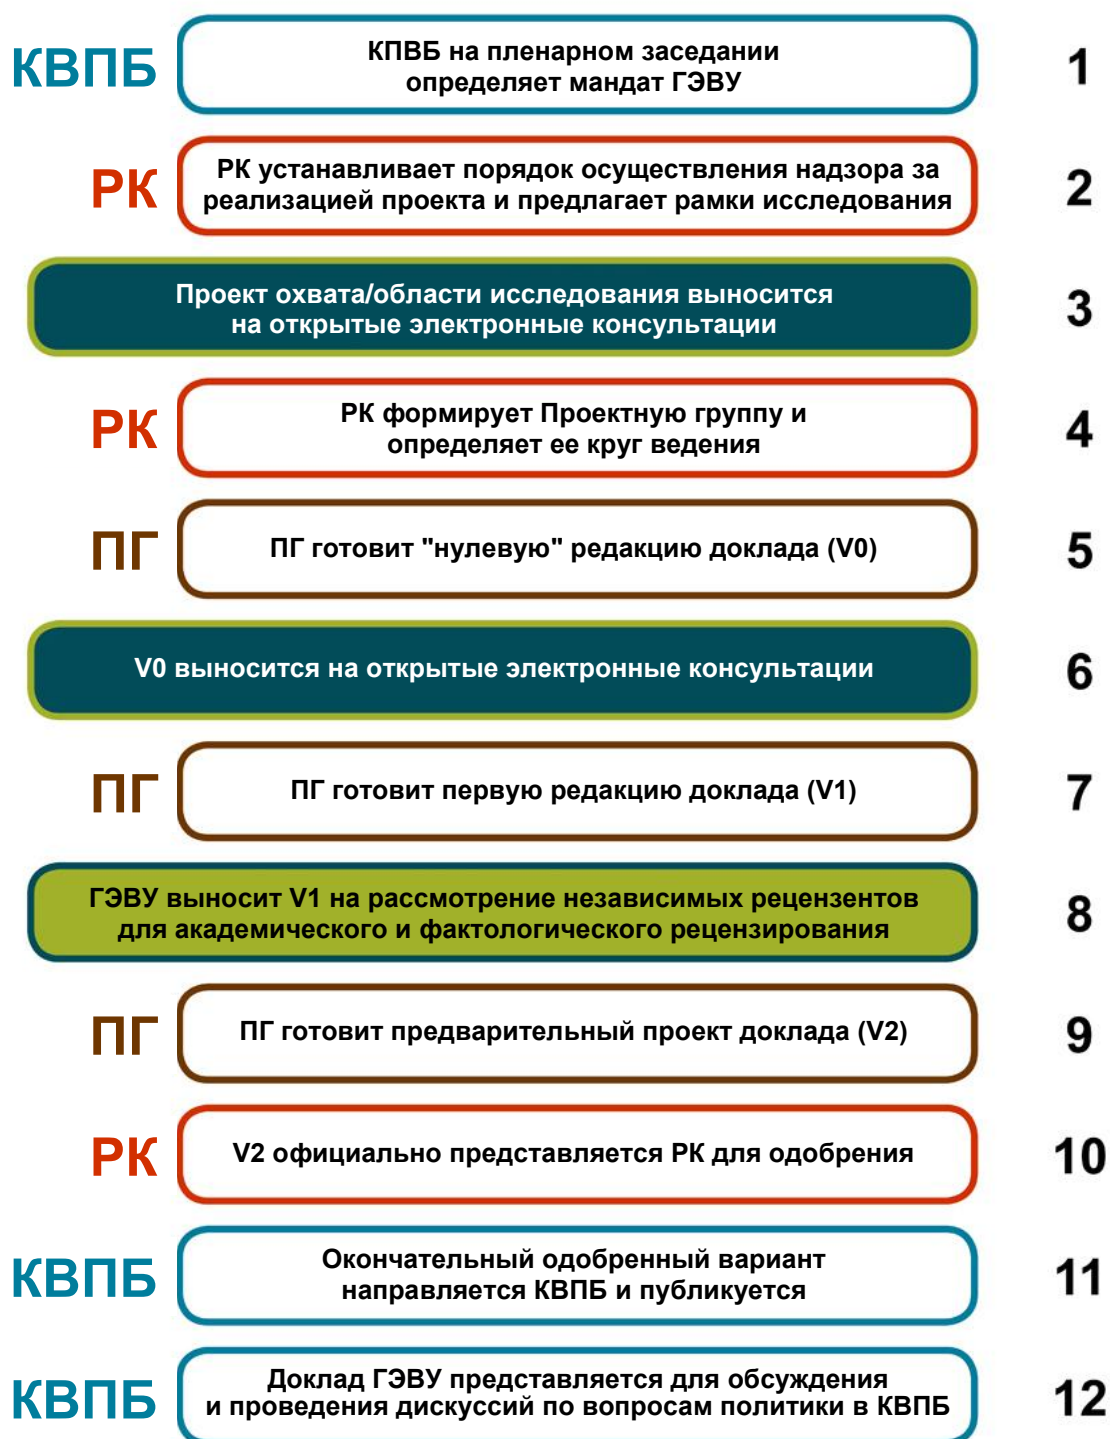 КВПБ
КПВБ на пленарном заседании
определяет мандат ГЭВУ
1
РК
РК устанавливает порядок осуществления надзора за
реализацией проекта и предлагает рамки исследования
2
Проект охвата/области исследования выносится
на открытые электронные консультации
3
РК
РК формирует Проектную группу и
определяет ее круг ведения
4
ПГ
ПГ готовит "нулевую" редакцию доклада (V0)
5
V0 выносится на открытые электронные консультации
6
ПГ
ПГ готовит первую редакцию доклада (V1)
7
ГЭВУ выносит V1 на рассмотрение независимых рецензентов
для академического и фактологического рецензирования
8
ПГ
ПГ готовит предварительный проект доклада (V2)
9
РК
V2 официально представляется РК для одобрения
10
КВПБ
Окончательный одобренный вариант
направляется КВПБ и публикуется
11
КВПБ
Доклад ГЭВУ представляется для обсуждения
и проведения дискуссий по вопросам политики в КВПБ
12